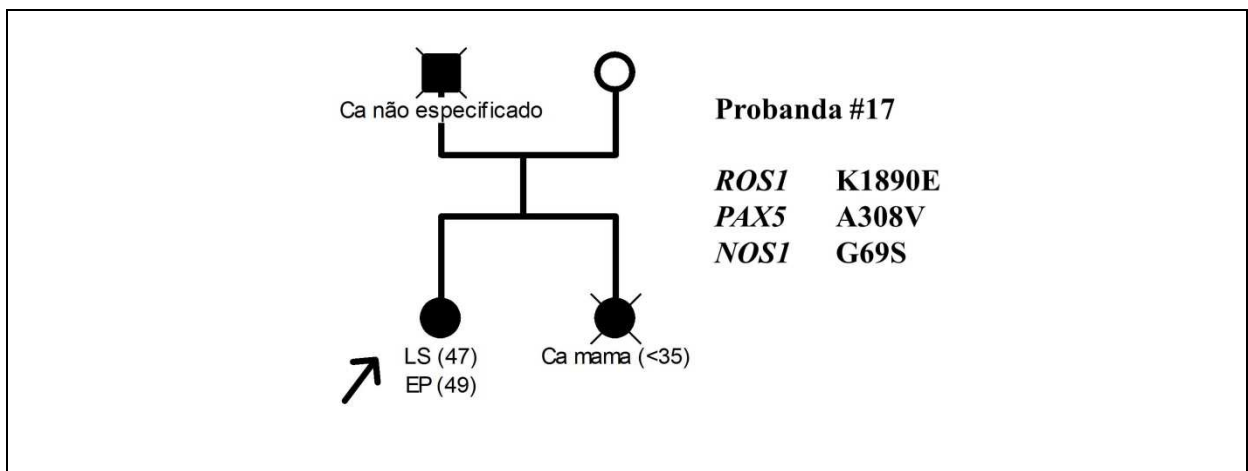 Ca não especificado
Probanda #17
ROS1 K1890E
PAX5 A308V
NOS1 G69S
LS (47)
EP (49)
Ca mama (<35)